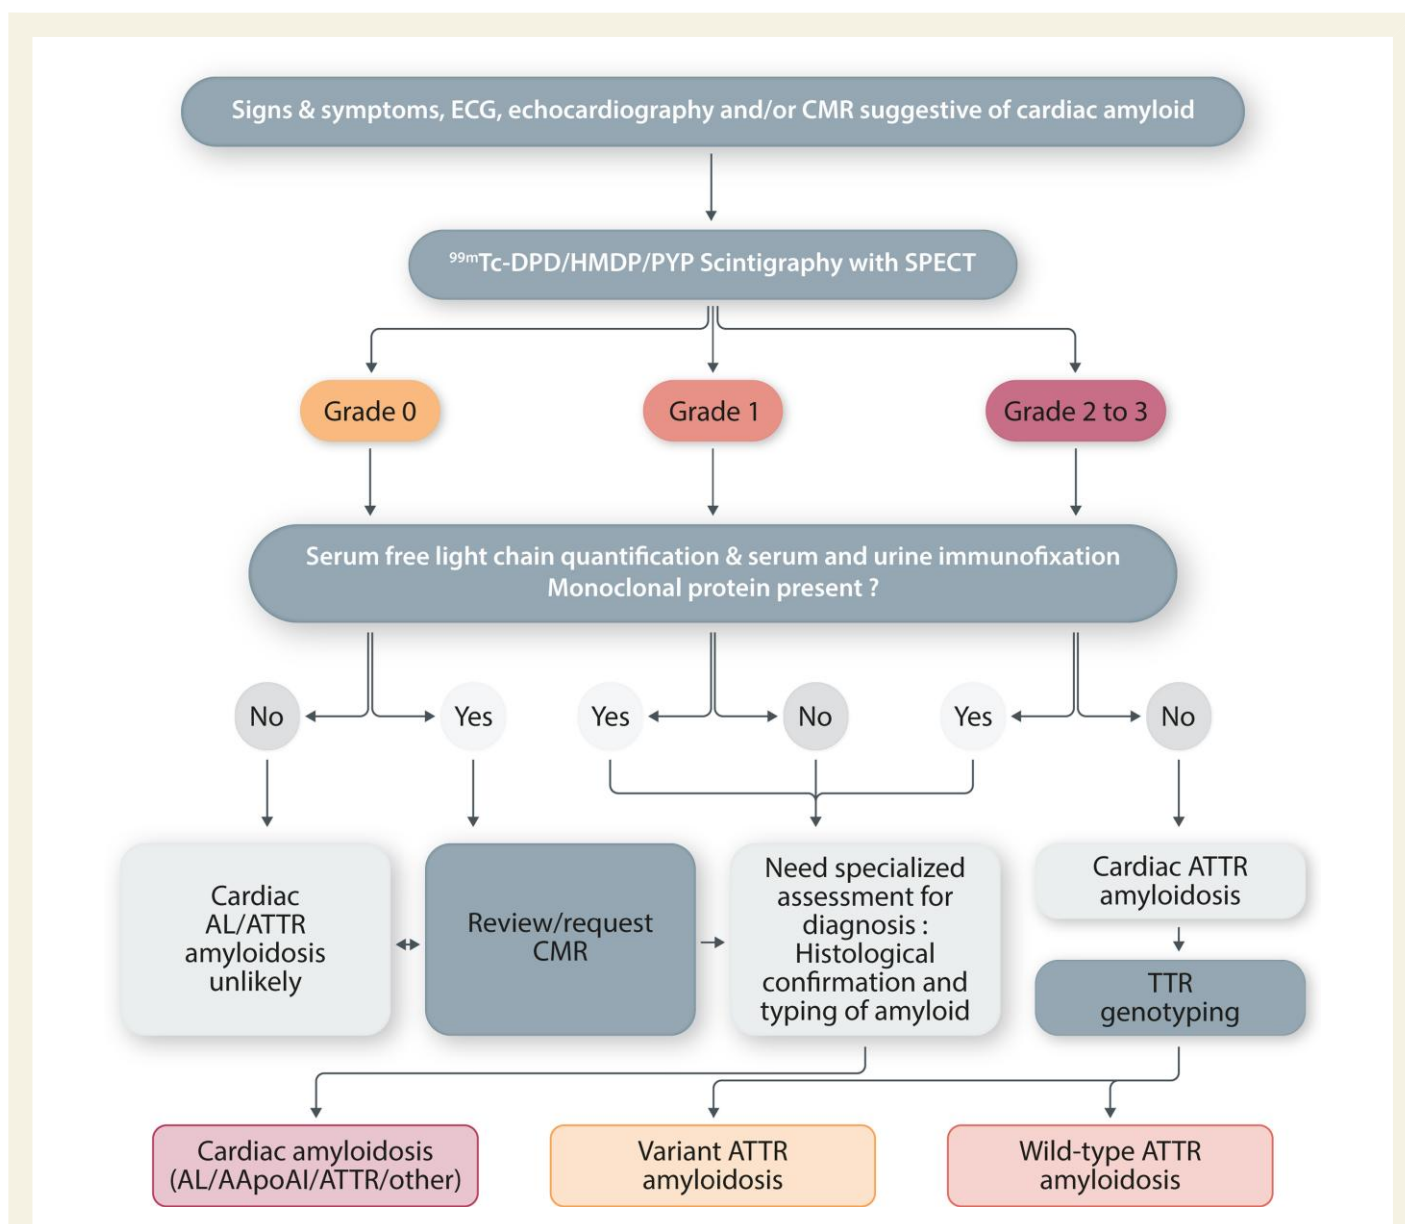 Signs & symptoms, ECG, echocardiography and/or CMR suggestive of cardiac amyloid
99mTc-DPD/HMDP/PYP Scintigraphy with SPECT
Grade 0
Grade 1
Grade 2 to 3
Serum free light chain quantification & serum and urine immunofixation
Monoclonal protein present ?
No
Yes
Yes
No
Yes
No
Cardiac
AL/ATTR
amyloidosis
unlikely
Review/request
CMR
Need specialized
assessment for
diagnosis :
Histological
confirmation and
typing of amyloid
Cardiac ATTR
amyloidosis
TTR
genotyping
Cardiac amyloidosis
(AL/AApoAI/ATTR/other)
Variant ATTR
amyloidosis
Wild-type ATTR
amyloidosis